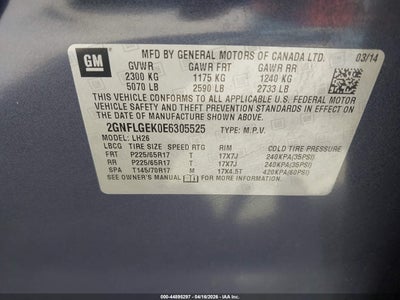 GM
MFD BY GENERAL MOTORS OF CANADA LTD. 03/14
GVWR GAWR FRT GAWR RR
2300 KG 1175 KG 1240 KG
5070 LB 2590 LB 2733 LB
THIS VEHICLE CONFORMS TO ALL APPLICABLE U.S. FEDERAL MOTOR
VEHICLE SAFETY AND THEFT PREVENTION STANDARDS IN EFFECT ON
THE DATE OF MANUFACTURE SHOWN ABOVE.
2GNFLGEK0E6305525 TYPE: M.P.V.
MODEL: LH26
LBCG TIRE SIZE SPEED RTG RIM COLD TIRE PRESSURE
FRT P225/65R17 T 17X7J 240KPA(35PSI)
RR P225/65R17 T 17X7J 240KPA(35PSI)
SPA T145/70R17 M 17X4.5T 420KPA(60PSI)
SEE OWNER'S MANUAL FOR MORE INFORMATION.
000-44895297 - 04/16/2026 - IAA Inc.